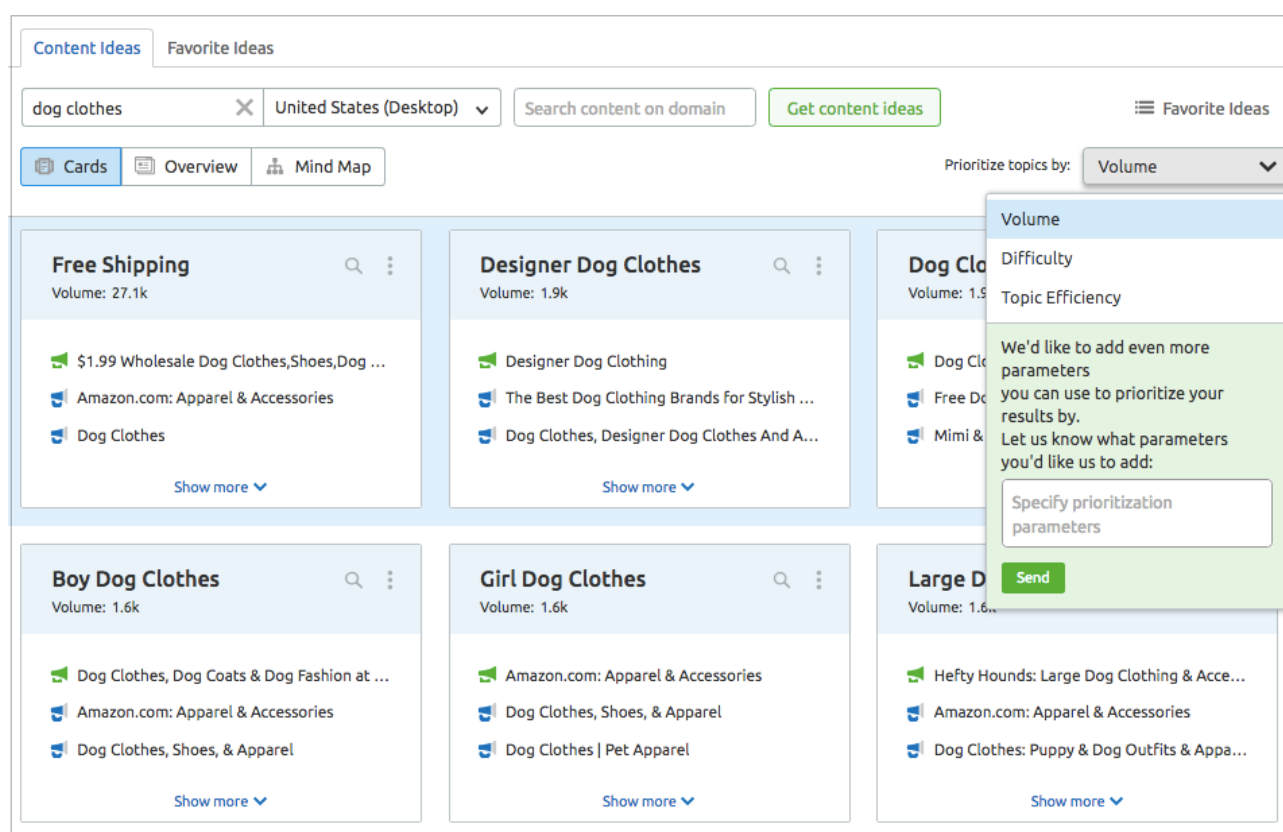 Content Ideas
Favorite Ideas
dog clothes
United States (Desktop)
Search content on domain
Get content ideas
Favorite Ideas
Cards
Overview
Mind Map
Prioritize topics by:
Volume
Volume
Difficulty
Topic Efficiency
We'd like to add even more
parameters
you can use to prioritize your
results by.
Let us know what parameters
you'd like us to add:
Specify prioritization
parameters
Send
Free Shipping
Volume: 27.1k
$1.99 Wholesale Dog Clothes,Shoes,Dog ...
Amazon.com: Apparel & Accessories
Dog Clothes
Show more
Designer Dog Clothes
Volume: 1.9k
Designer Dog Clothing
The Best Dog Clothing Brands for Stylish ...
Dog Clothes, Designer Dog Clothes And A...
Show more
Dog Clo
Volume: 1.9
Dog Clo
Free Do
Mimi &
Boy Dog Clothes
Volume: 1.6k
Dog Clothes, Dog Coats & Dog Fashion at ...
Amazon.com: Apparel & Accessories
Dog Clothes, Shoes, & Apparel
Show more
Girl Dog Clothes
Volume: 1.6k
Amazon.com: Apparel & Accessories
Dog Clothes, Shoes, & Apparel
Dog Clothes | Pet Apparel
Show more
Large D
Volume: 1.6k
Hefty Hounds: Large Dog Clothing & Acce...
Amazon.com: Apparel & Accessories
Dog Clothes: Puppy & Dog Outfits & Appa...
Show more